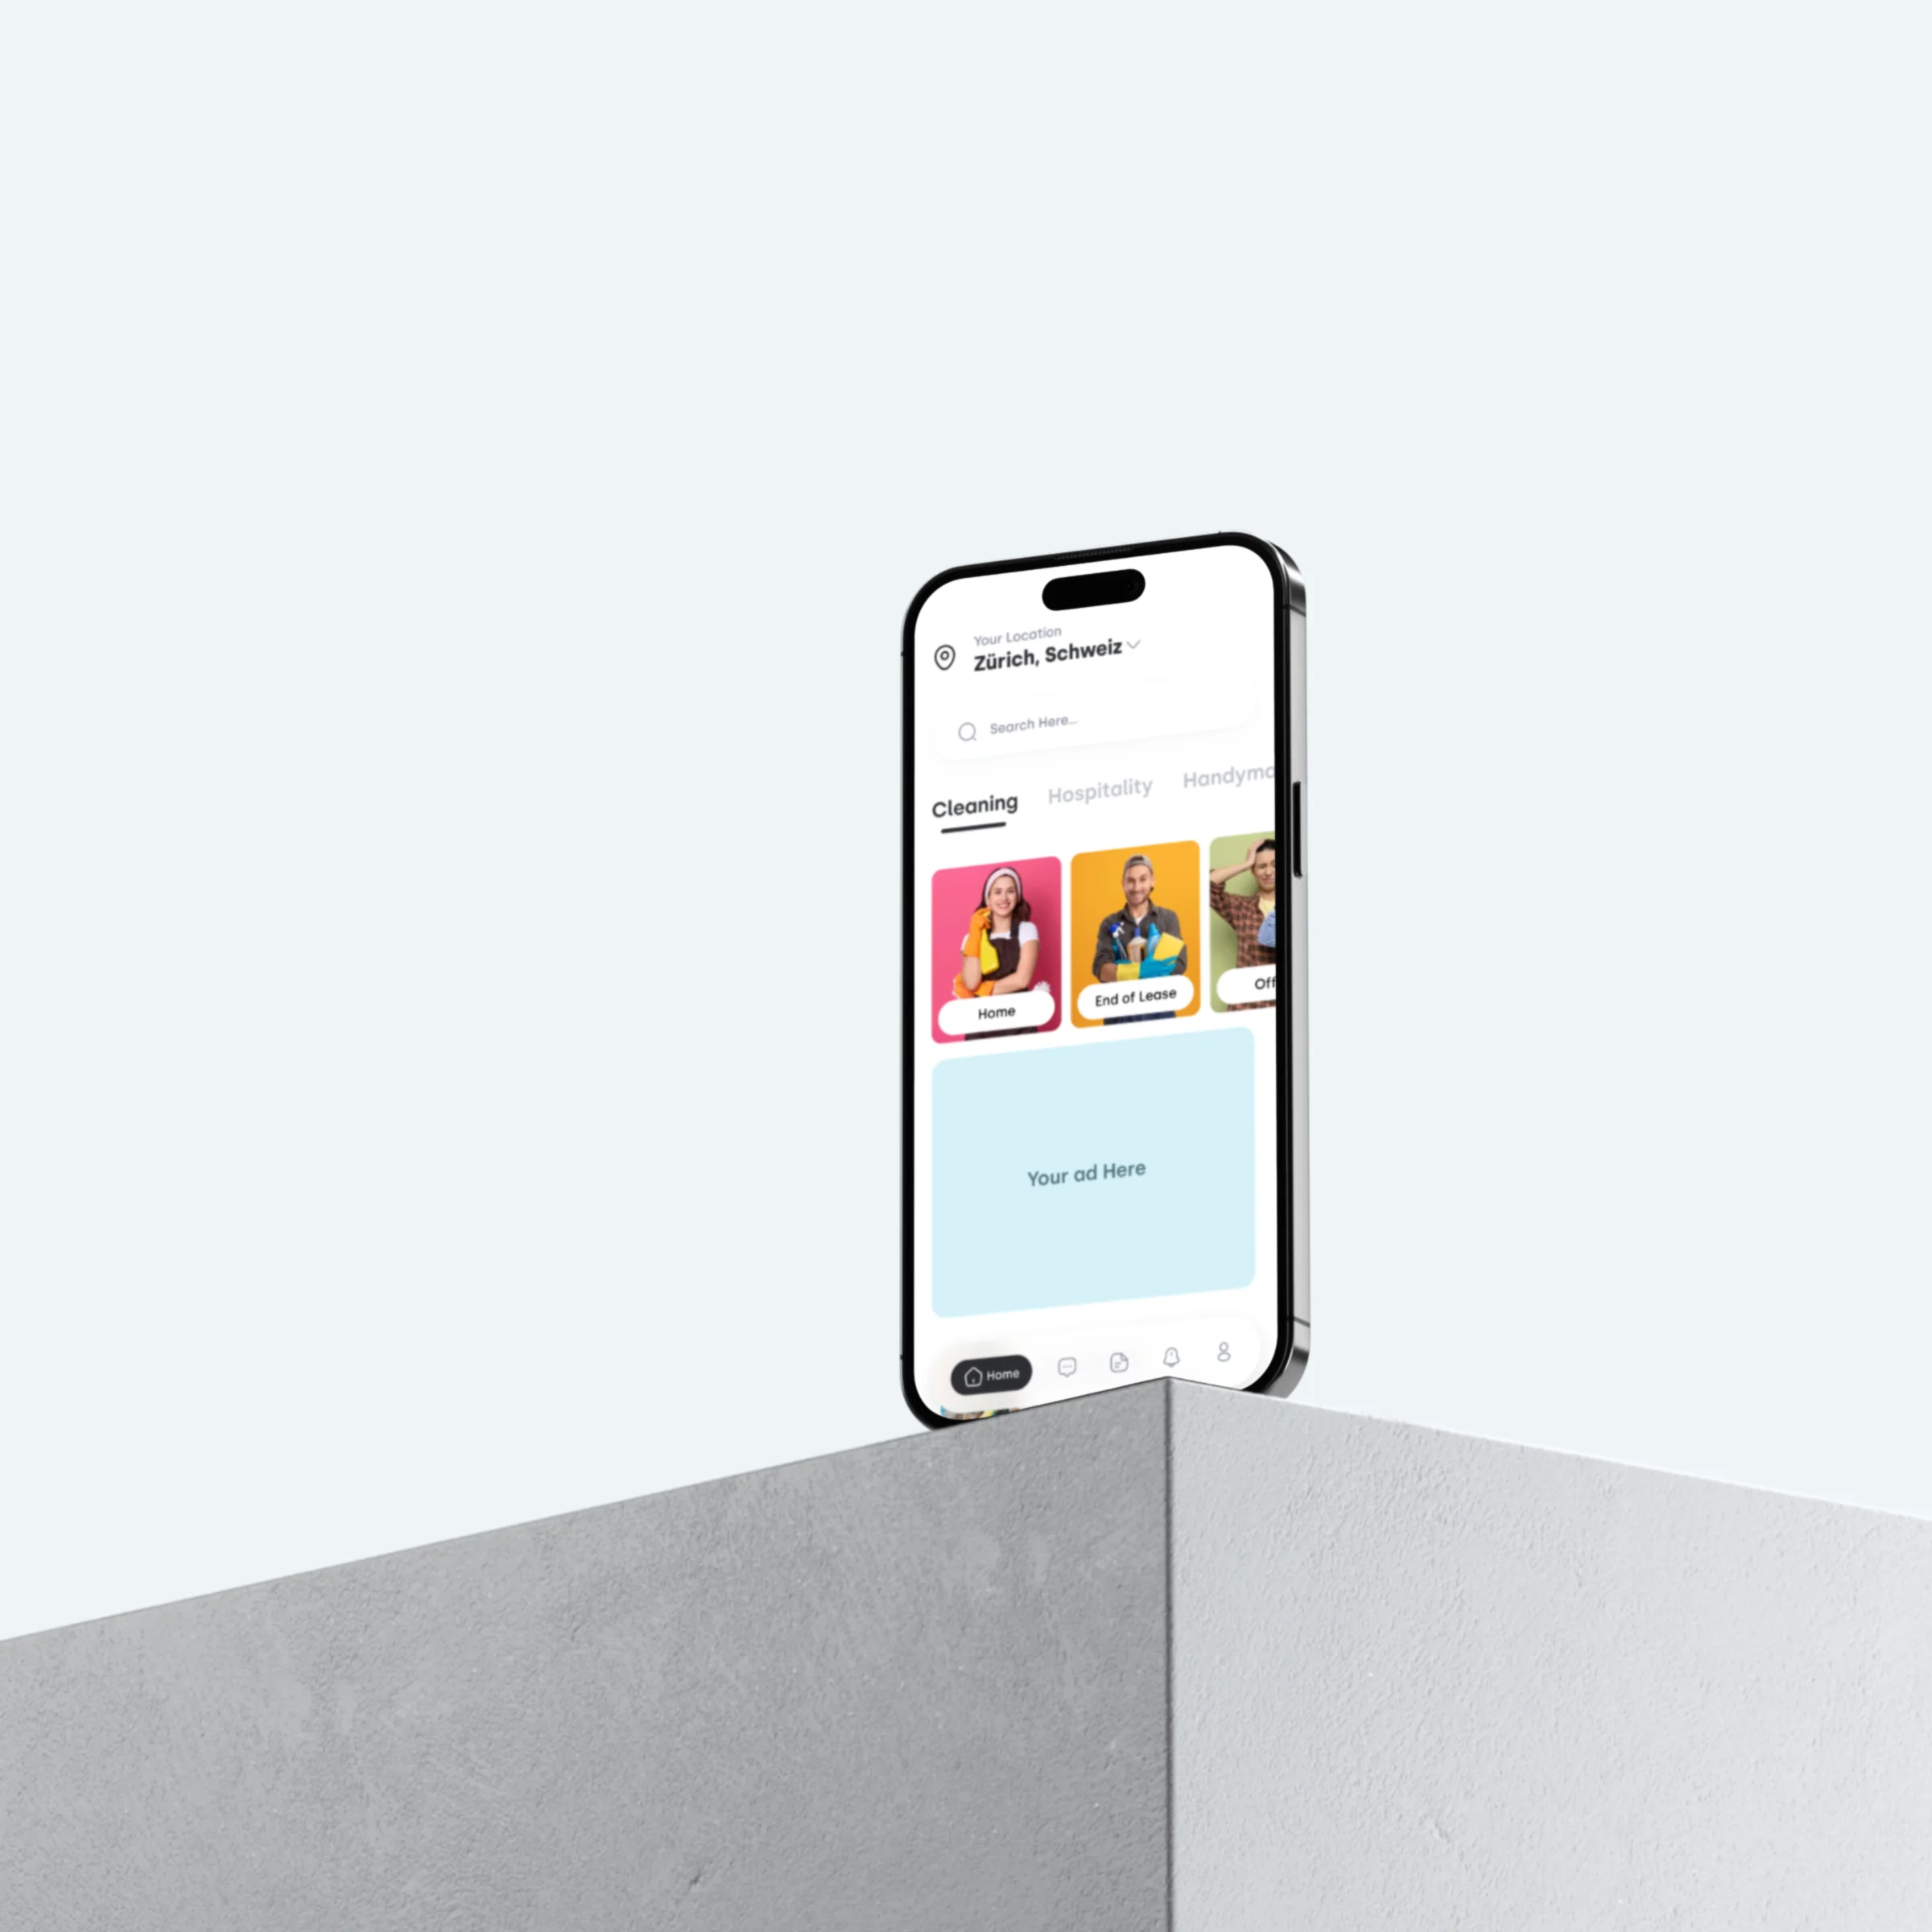 Your Location
Zürich, Schweiz
Search Here...
Cleaning Hospitality Handyma
Home End of Lease Off
Your ad Here
Home